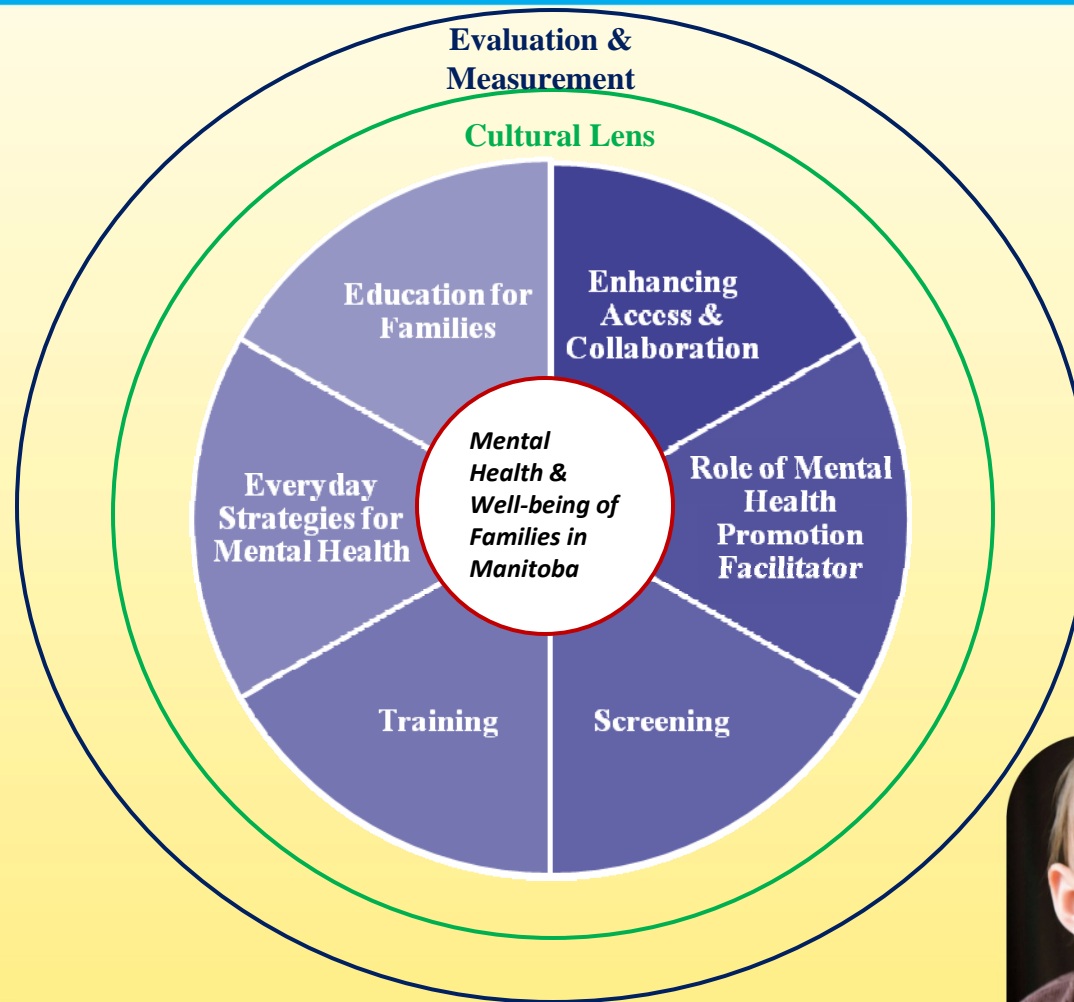 Evaluation &
Measurement
Cultural Lens
Education for
Families
Enhancing
Access &
Collaboration
Mental
Health &
Well-being of
Families in
Manitoba
Everyday
Strategies for
Mental Health
Role of Mental
Health
Promotion
Facilitator
Training
Screening